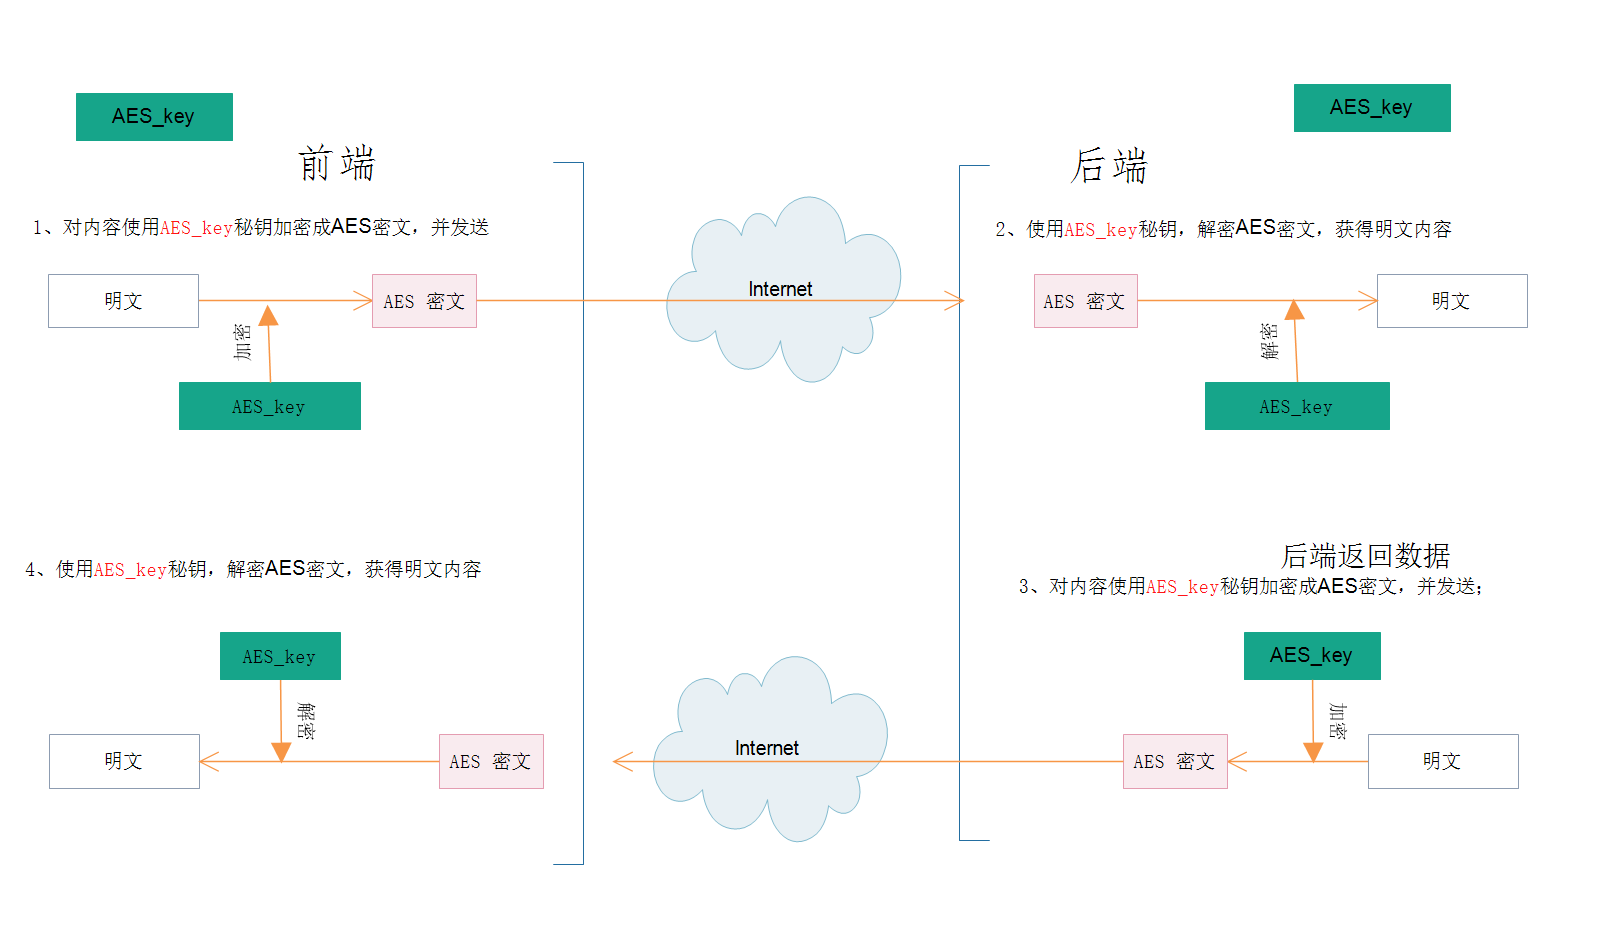 AES_key
AES_key
前端
后端
1、对内容使用AES_key秘钥加密成AES密文，并发送
2、使用AES_key秘钥，解密AES密文，获得明文内容
明文
AES 密文
Internet
AES 密文
明文
加密
解密
AES_key
AES_key
后端返回数据
4、使用AES_key秘钥，解密AES密文，获得明文内容
3、对内容使用AES_key秘钥加密成AES密文，并发送；
AES_key
AES_key
解密
加密
明文
AES 密文
Internet
AES 密文
明文